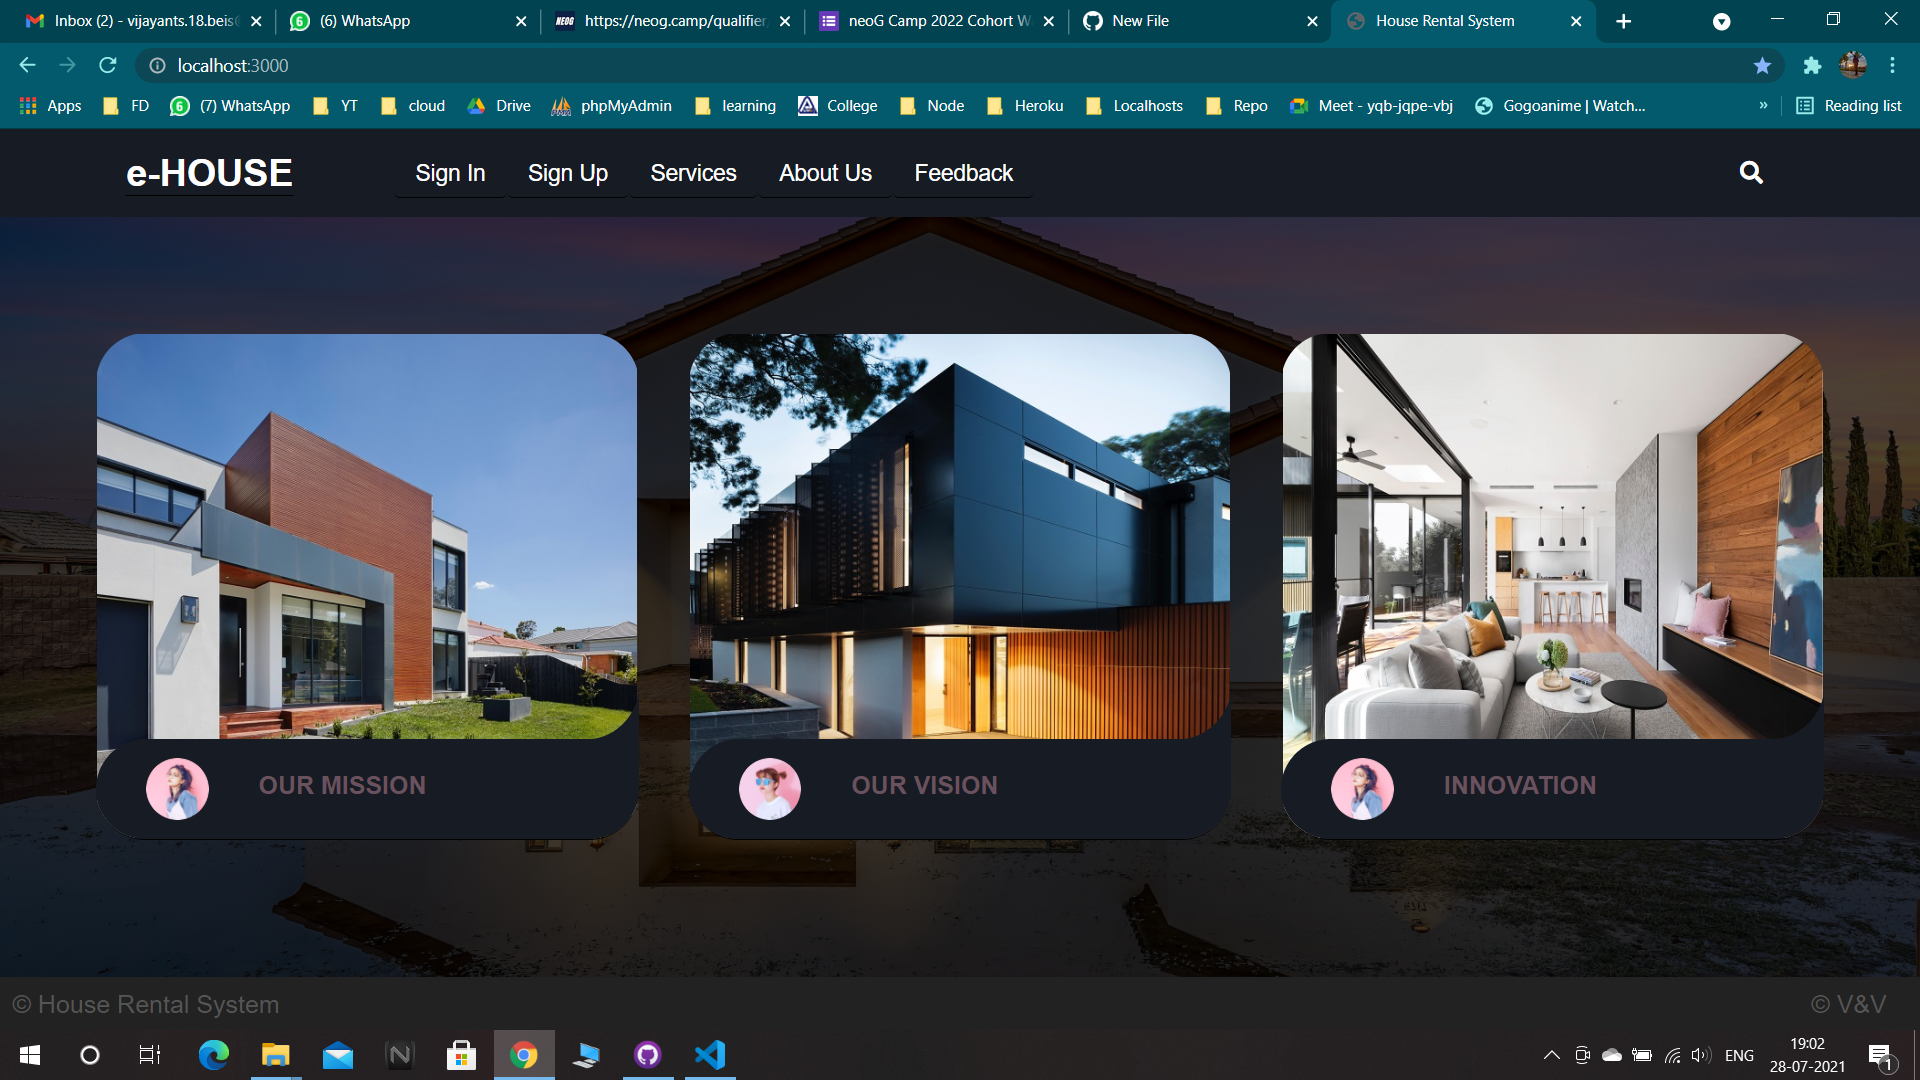 Inbox (2) - vijayants.18.beis@
(6) WhatsApp
https://neog.camp/qualifier
neoG Camp 2022 Cohort W
New File
House Rental System
localhost:3000
Apps FD (7) WhatsApp YT cloud Drive phpMyAdmin learning College Node Heroku Localhosts Repo Meet - yqb-jqpe-vbj Gogoanime | Watch... » Reading list
e-HOUSE Sign In Sign Up Services About Us Feedback
OUR MISSION
OUR VISION
INNOVATION
© House Rental System
© V&V
ENG
19:02
28-07-2021
1